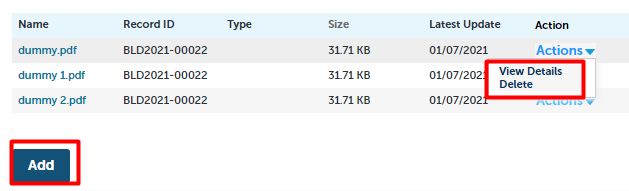 Name Record ID Type Size Latest Update Action
dummy.pdf BLD2021-00022 31.71 KB 01/07/2021 Actions
View Details
dummy 1.pdf BLD2021-00022 31.71 KB 01/07/2021
Delete
dummy 2.pdf BLD2021-00022 31.71 KB 01/07/2021 Actions
Add